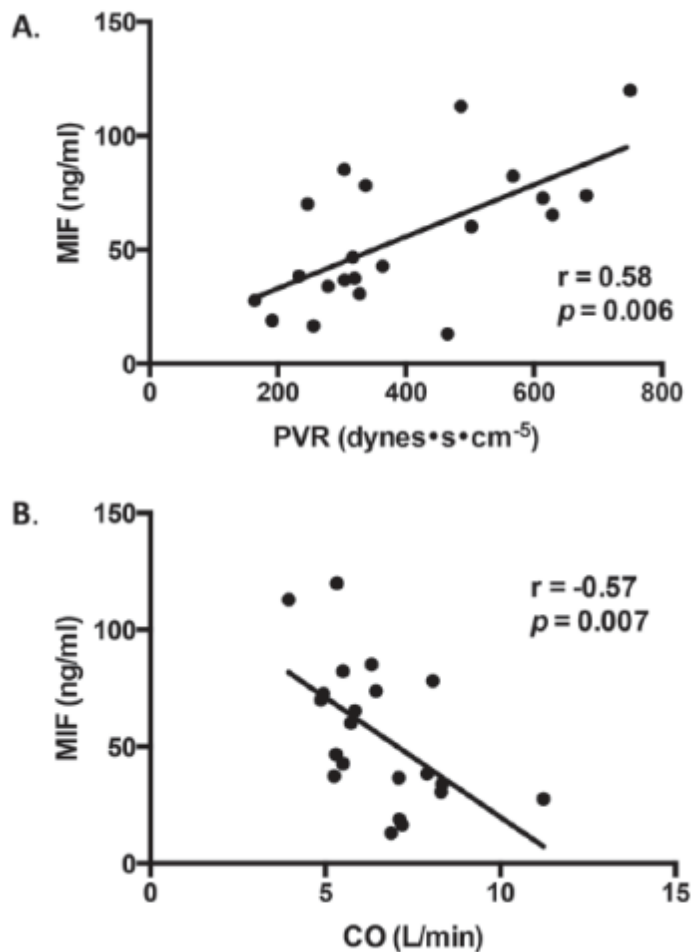 A.
150
100
50
0
MIF (ng/ml)
r = 0.58
p = 0.006
0 200 400 600 800
PVR (dynes•s•cm-5)
B.
150
100
50
0
MIF (ng/ml)
r = -0.57
p = 0.007
0 5 10 15
CO (L/min)